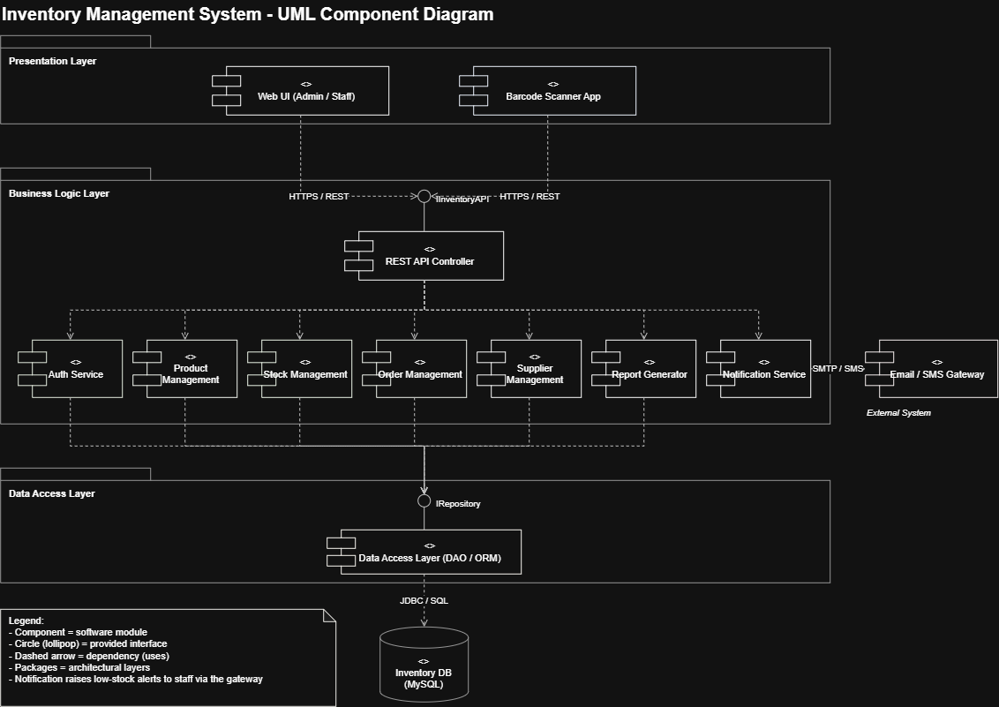 Inventory Management System - UML Component Diagram
Presentation Layer
<>
Web UI (Admin / Staff)
<>
Barcode Scanner App
Business Logic Layer
HTTPS / REST
IInventoryAPI
HTTPS / REST
<>
REST API Controller
<>
Auth Service
<>
Product
Management
<>
Stock Management
<>
Order Management
<>
Supplier
Management
<>
Report Generator
<>
Notification Service
SMTP / SMS
<>
Email / SMS Gateway
External System
Data Access Layer
IRepository
<>
Data Access Layer (DAO / ORM)
JDBC / SQL
<>
Inventory DB
(MySQL)
Legend:
- Component = software module
- Circle (lollipop) = provided interface
- Dashed arrow = dependency (uses)
- Packages = architectural layers
- Notification raises low-stock alerts to staff via the gateway